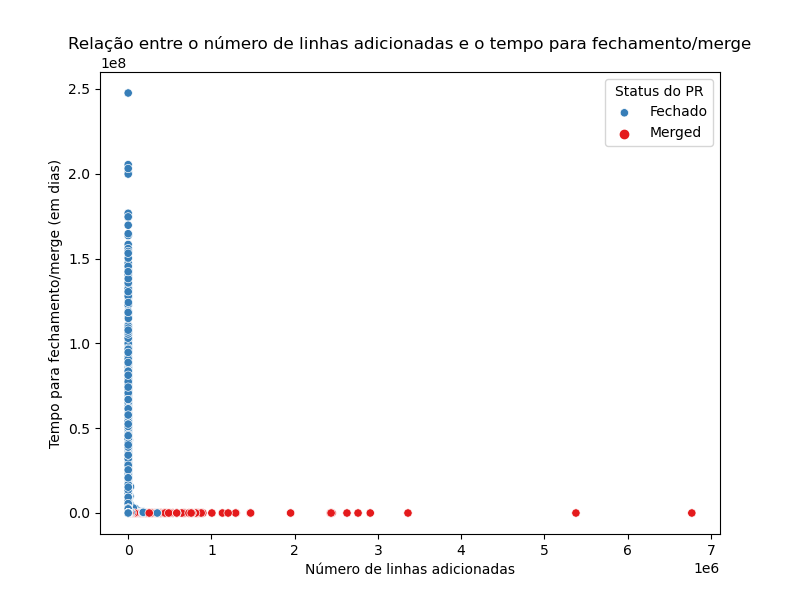 Relação entre o número de linhas adicionadas e o tempo para fechamento/merge
1e8
2.5
2.0
1.5
1.0
0.5
0.0
Tempo para fechamento/merge (em dias)
Status do PR
Fechado
Merged
0 1 2 3 4 5 6 7
1e6
Número de linhas adicionadas